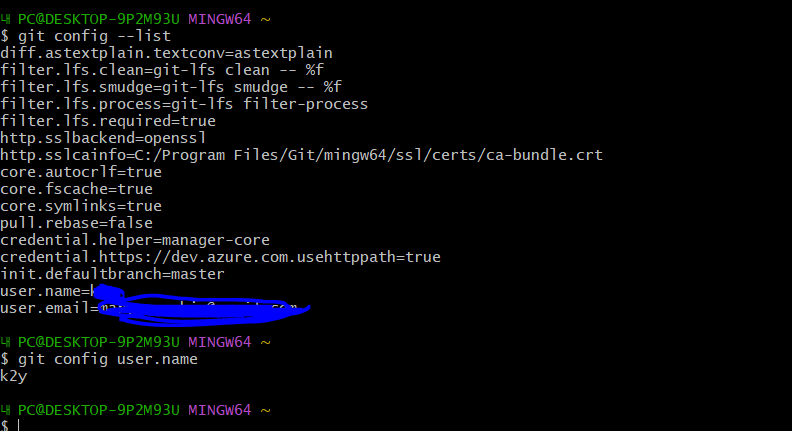 PC@DESKTOP-9P2M93U MINGW64 ~
$ git config --list
diff.astextplain.textconv=astextplain
filter.lfs.clean=git-lfs clean -- %f
filter.lfs.smudge=git-lfs smudge -- %f
filter.lfs.process=git-lfs filter-process
filter.lfs.required=true
http.sslbackend=openssl
http.sslcainfo=C:/Program Files/Git/mingw64/ssl/certs/ca-bundle.crt
core.autocrlf=true
core.fscache=true
core.symlinks=true
pull.rebase=false
credential.helper=manager-core
credential.https://dev.azure.com.usehttppath=true
init.defaultbranch=master
user.name=
user.email=
PC@DESKTOP-9P2M93U MINGW64 ~
$ git config user.name
k2y
PC@DESKTOP-9P2M93U MINGW64 ~
$